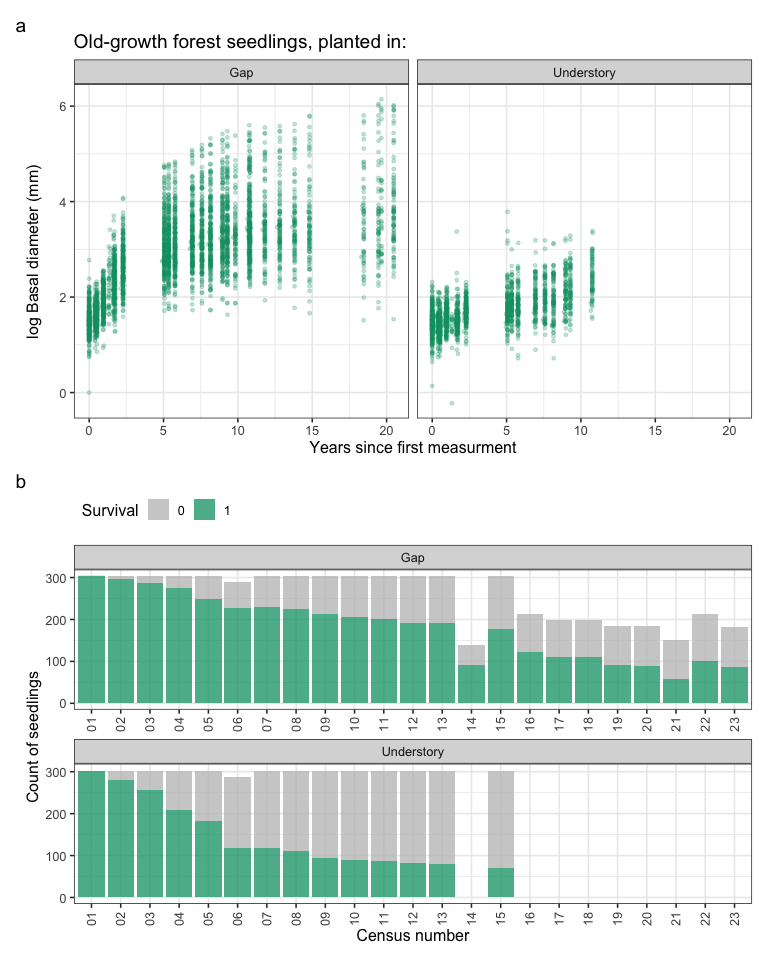 a
Old-growth forest seedlings, planted in:
Gap
Understory
log Basal diameter (mm)
6
4
2
0
0 5 10 15 20
0 5 10 15 20
Years since first measurment
b
Survival 0 1
Gap
300
200
100
0
01 02 03 04 05 06 07 08 09 10 11 12 13 14 15 16 17 18 19 20 21 22 23
Count of seedlings
Understory
300
200
100
0
01 02 03 04 05 06 07 08 09 10 11 12 13 14 15 16 17 18 19 20 21 22 23
Census number